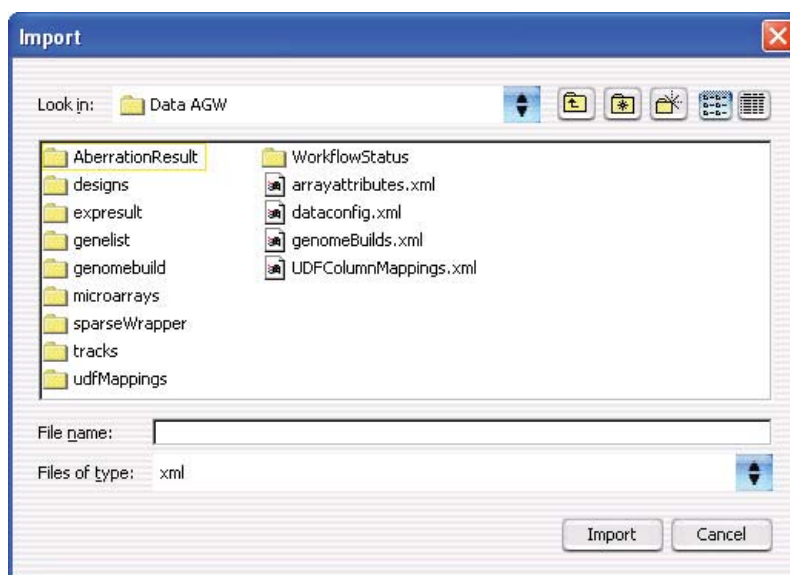 Import
Look in: Data AGW
AberrationResult
designs
expresult
genelist
genomebuild
microarrays
sparseWrapper
tracks
udfMappings
WorkflowStatus
arrayattributes.xml
dataconfig.xml
genomeBuilds.xml
UDFColumnMappings.xml
File name:
Files of type: xml
Import Cancel